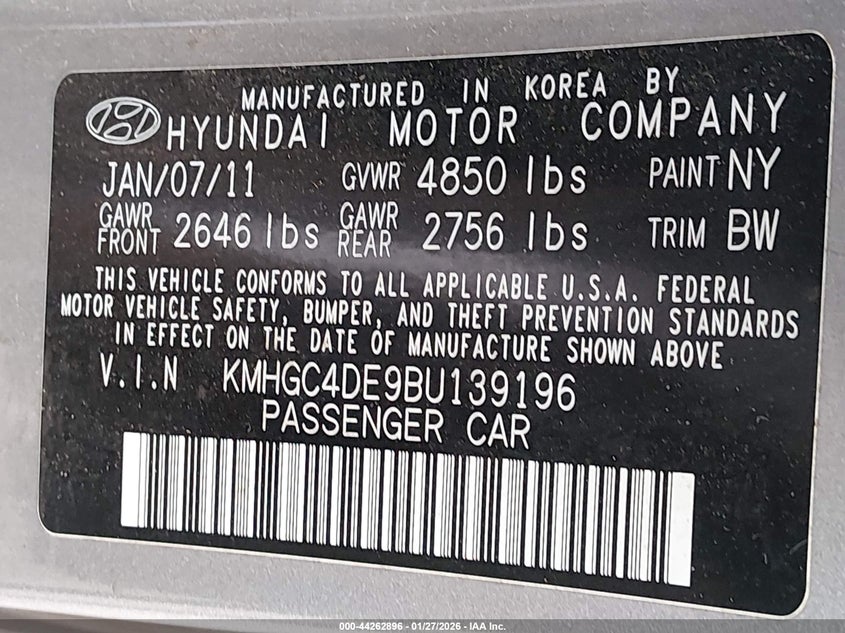 MANUFACTURED IN KOREA BY
HYUNDAI MOTOR COMPANY
JAN/07/11 GVWR 4850 lbs PAINT NY
GAWR FRONT 2646 lbs GAWR REAR 2756 lbs TRIM BW
THIS VEHICLE CONFORMS TO ALL APPLICABLE U.S.A. FEDERAL
MOTOR VEHICLE SAFETY, BUMPER, AND THEFT PREVENTION STANDARDS
IN EFFECT ON THE DATE OF MANUFACTURE SHOWN ABOVE
V.I.N KMHGC4DE9BU139196
PASSENGER CAR
000-44262896 - 01/27/2026 - IAA Inc.